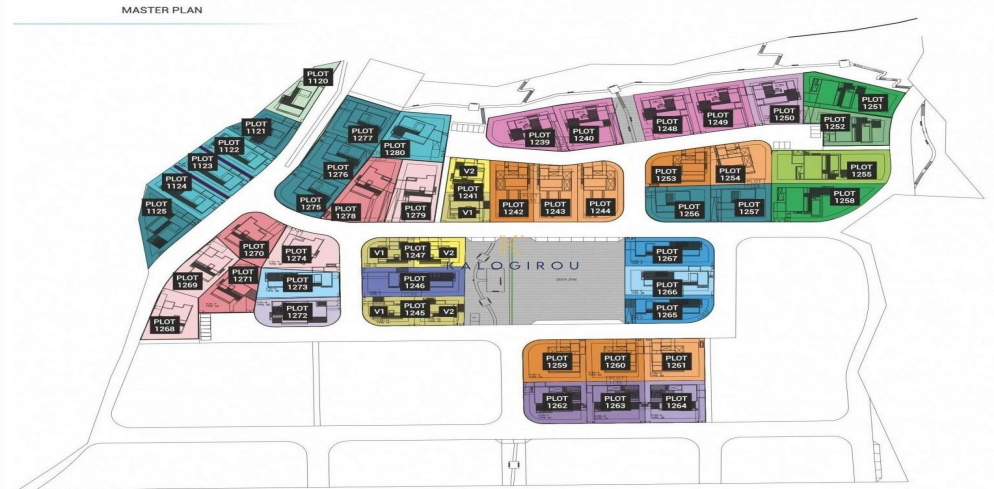 MASTER PLAN
PLOT
1120
PLOT
1121
PLOT
1122
PLOT
1123
PLOT
1124
PLOT
1125
PLOT
1277
PLOT
1280
PLOT
1276
PLOT
1275
PLOT
1278
PLOT
1279
V2
PLOT
1241
V1
PLOT
1242
PLOT
1243
PLOT
1244
PLOT
1239
PLOT
1240
PLOT
1248
PLOT
1249
PLOT
1250
PLOT
1251
PLOT
1252
PLOT
1253
PLOT
1254
PLOT
1255
PLOT
1256
PLOT
1257
PLOT
1258
PLOT
1270
PLOT
1274
PLOT
1269
PLOT
1271
PLOT
1273
PLOT
1272
PLOT
1268
V1
PLOT
1247
V2
PLOT
1246
V1
PLOT
1245
V2
KALOGIROU
PLOT
1267
PLOT
1266
PLOT
1265
PLOT
1259
PLOT
1260
PLOT
1261
PLOT
1262
PLOT
1263
PLOT
1264